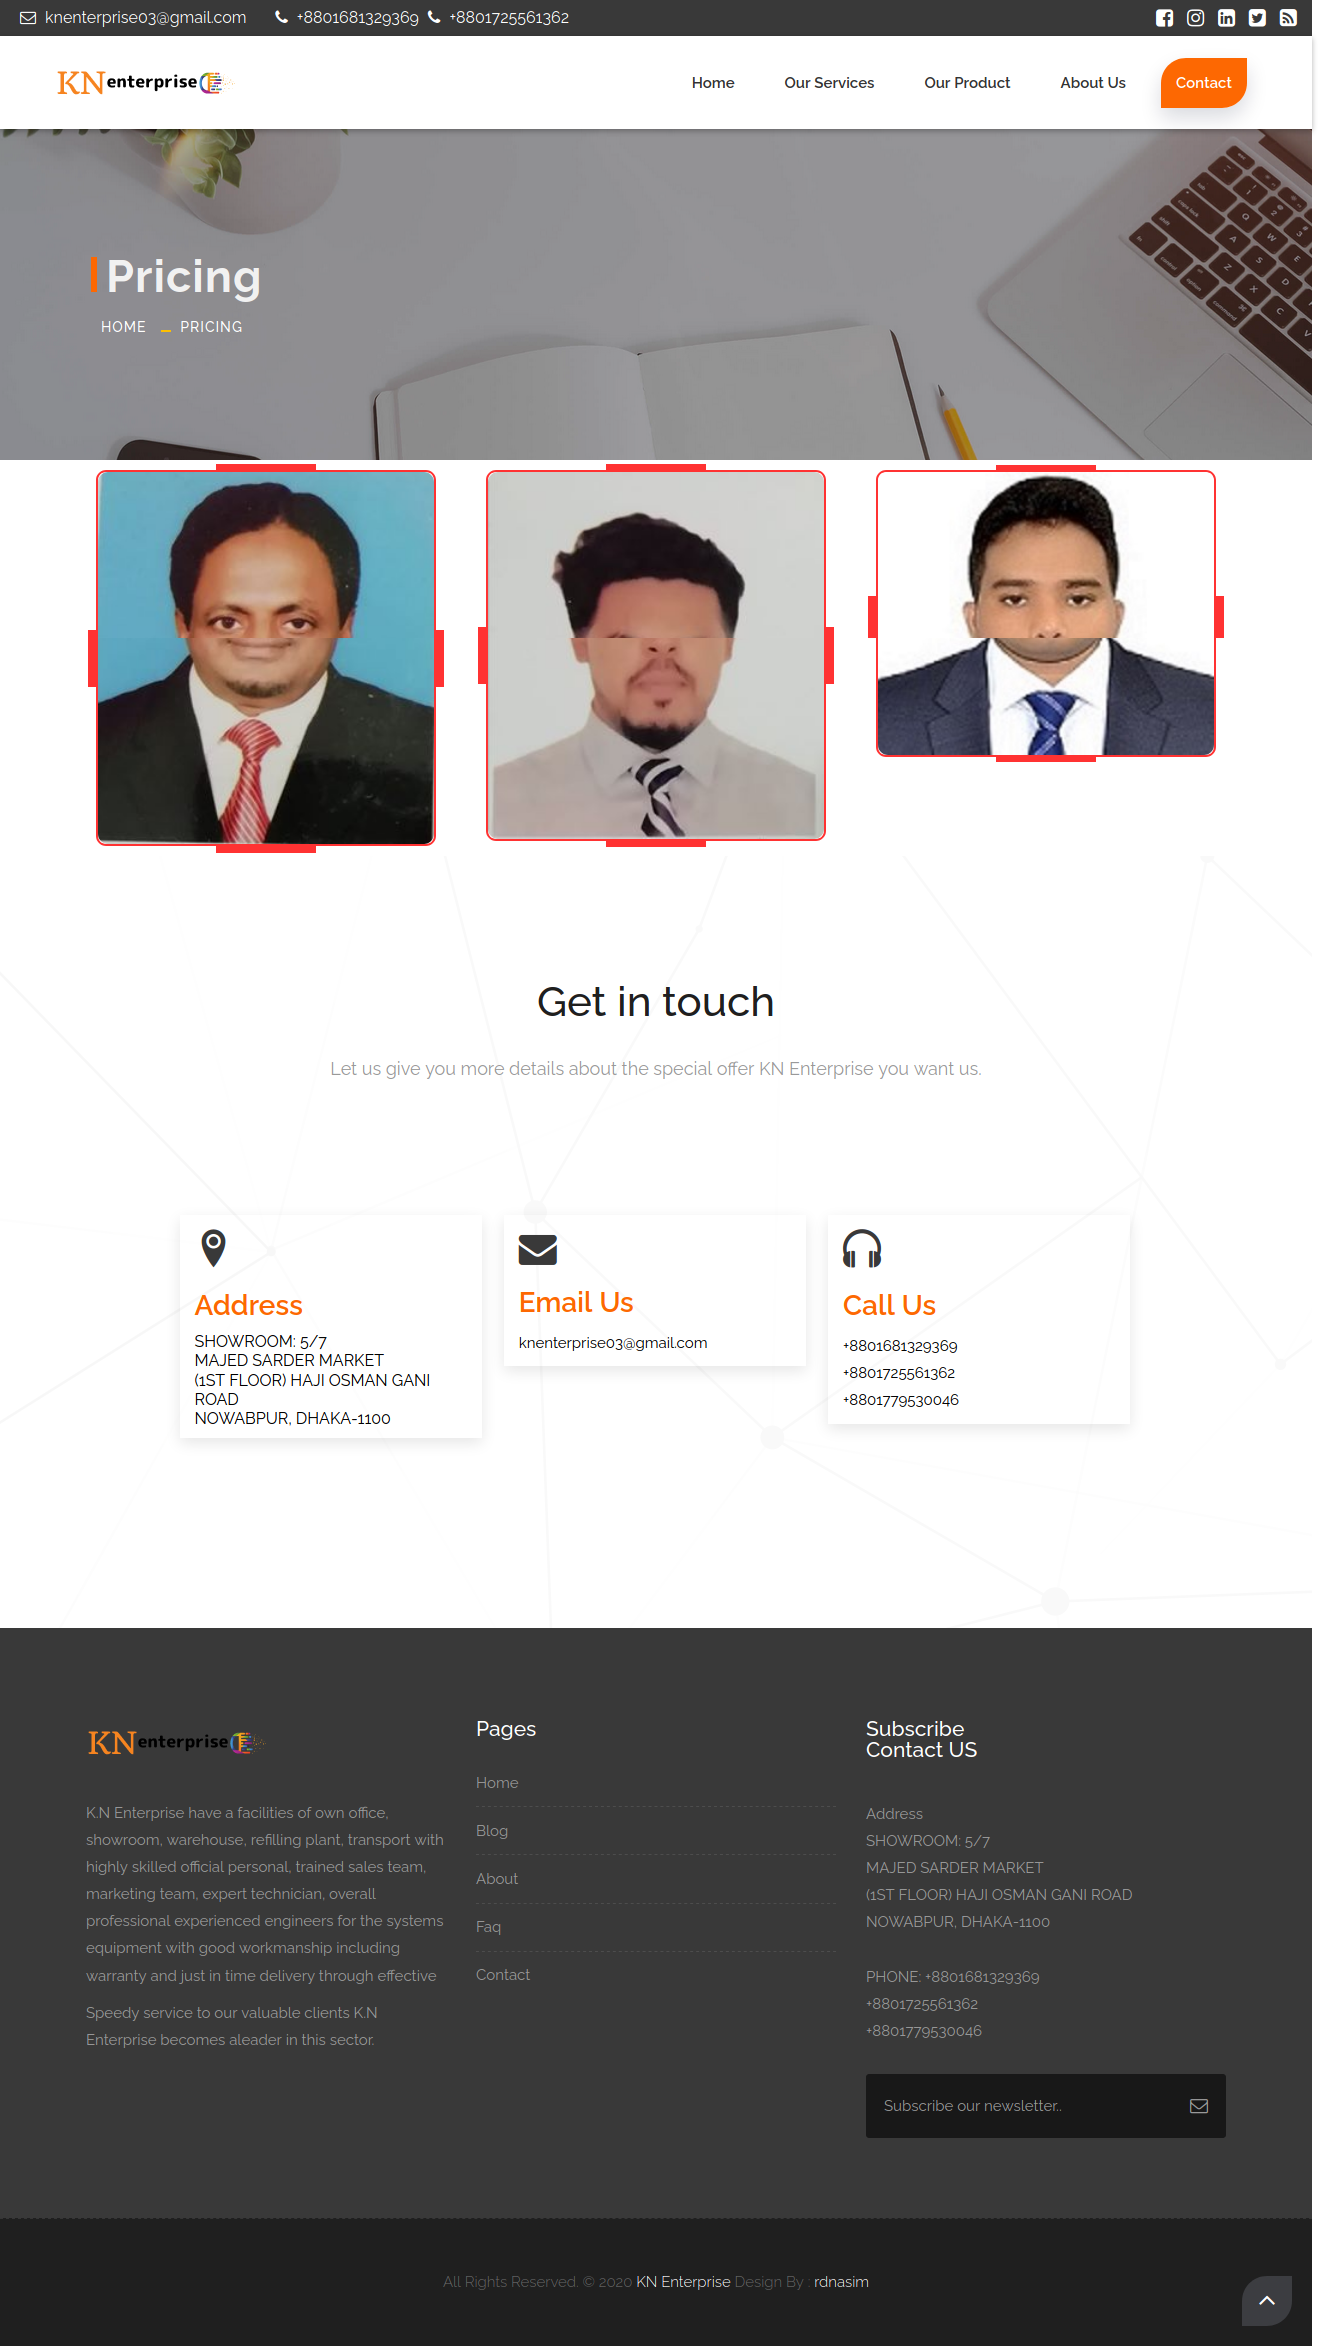 knenterprise03@gmail.com +8801681329369 +8801725561362
KN enterprise
Home Our Services Our Product About Us Contact
Pricing
HOME PRICING
Get in touch
Let us give you more details about the special offer KN Enterprise you want us.
Address
SHOWROOM: 5/7
MAJED SARDER MARKET
(1ST FLOOR) HAJI OSMAN GANI
ROAD
NOWABPUR, DHAKA-1100
Email Us
knenterprise03@gmail.com
Call Us
+8801681329369
+8801725561362
+8801779530046
KN enterprise
K.N Enterprise have a facilities of own office,
showroom, warehouse, refilling plant, transport with
highly skilled official personal, trained sales team,
marketing team, expert technician, overall
professional experienced engineers for the systems
equipment with good workmanship including
warranty and just in time delivery through effective
Speedy service to our valuable clients K.N
Enterprise becomes aleader in this sector.
Pages
Home
Blog
About
Faq
Contact
Subscribe
Contact US
Address
SHOWROOM: 5/7
MAJED SARDER MARKET
(1ST FLOOR) HAJI OSMAN GANI ROAD
NOWABPUR, DHAKA-1100
PHONE: +8801681329369
+8801725561362
+8801779530046
Subscribe our newsletter..
All Rights Reserved. © 2020 KN Enterprise Design By : rdnasim